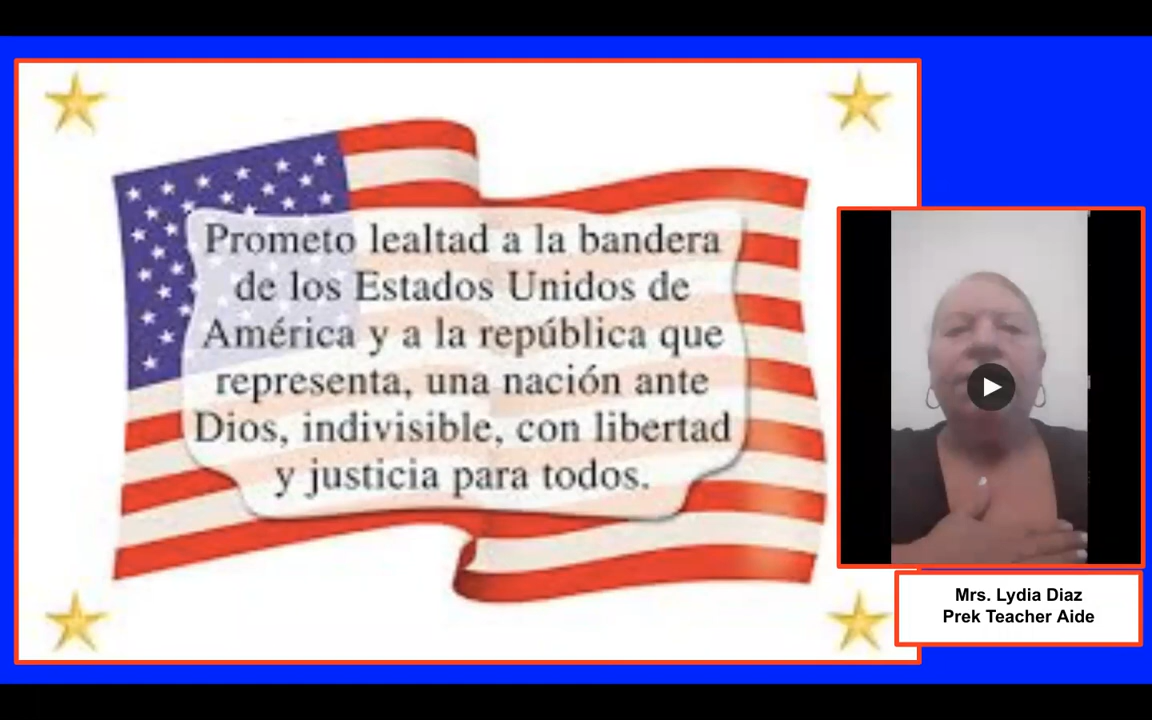 Prometo lealtad a la bandera
de los Estados Unidos de
América y a la república que
representa, una nación ante
Dios, indivisible, con libertad
y justicia para todos.
Mrs. Lydia Diaz
Prek Teacher Aide